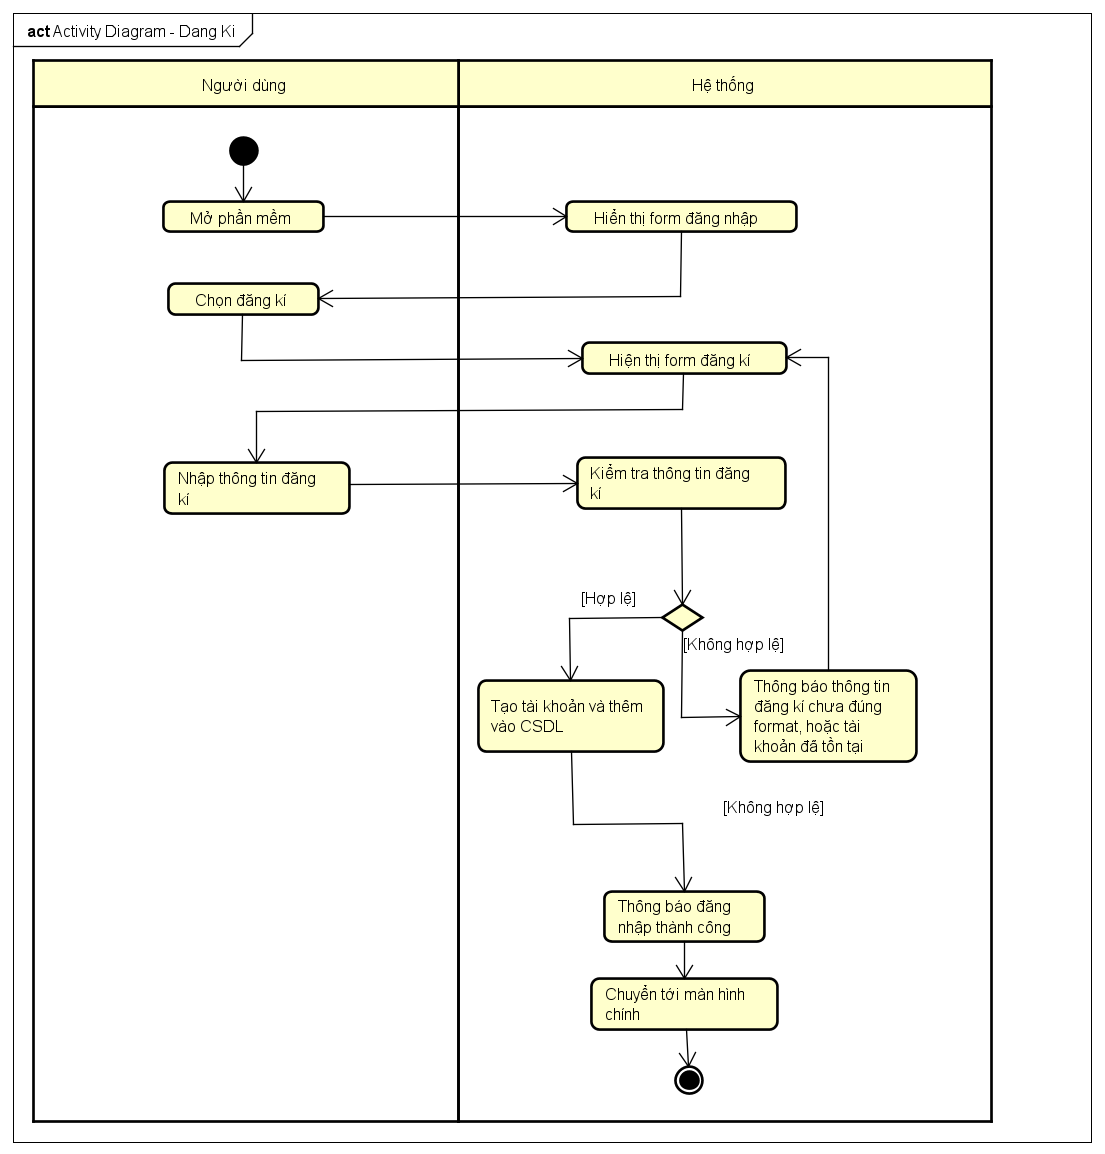 act Activity Diagram - Dang Ki
Người dùng
Hệ thống
Mở phần mềm
Hiển thị form đăng nhập
Chọn đăng kí
Hiện thị form đăng kí
Nhập thông tin đăng
kí
Kiểm tra thông tin đăng
kí
[Hợp lệ]
[Không hợp lệ]
Tạo tài khoản và thêm
vào CSDL
Thông báo thông tin
đăng kí chưa đúng
format, hoặc tài
khoản đã tồn tại
[Không hợp lệ]
Thông báo đăng
nhập thành công
Chuyển tới màn hình
chính